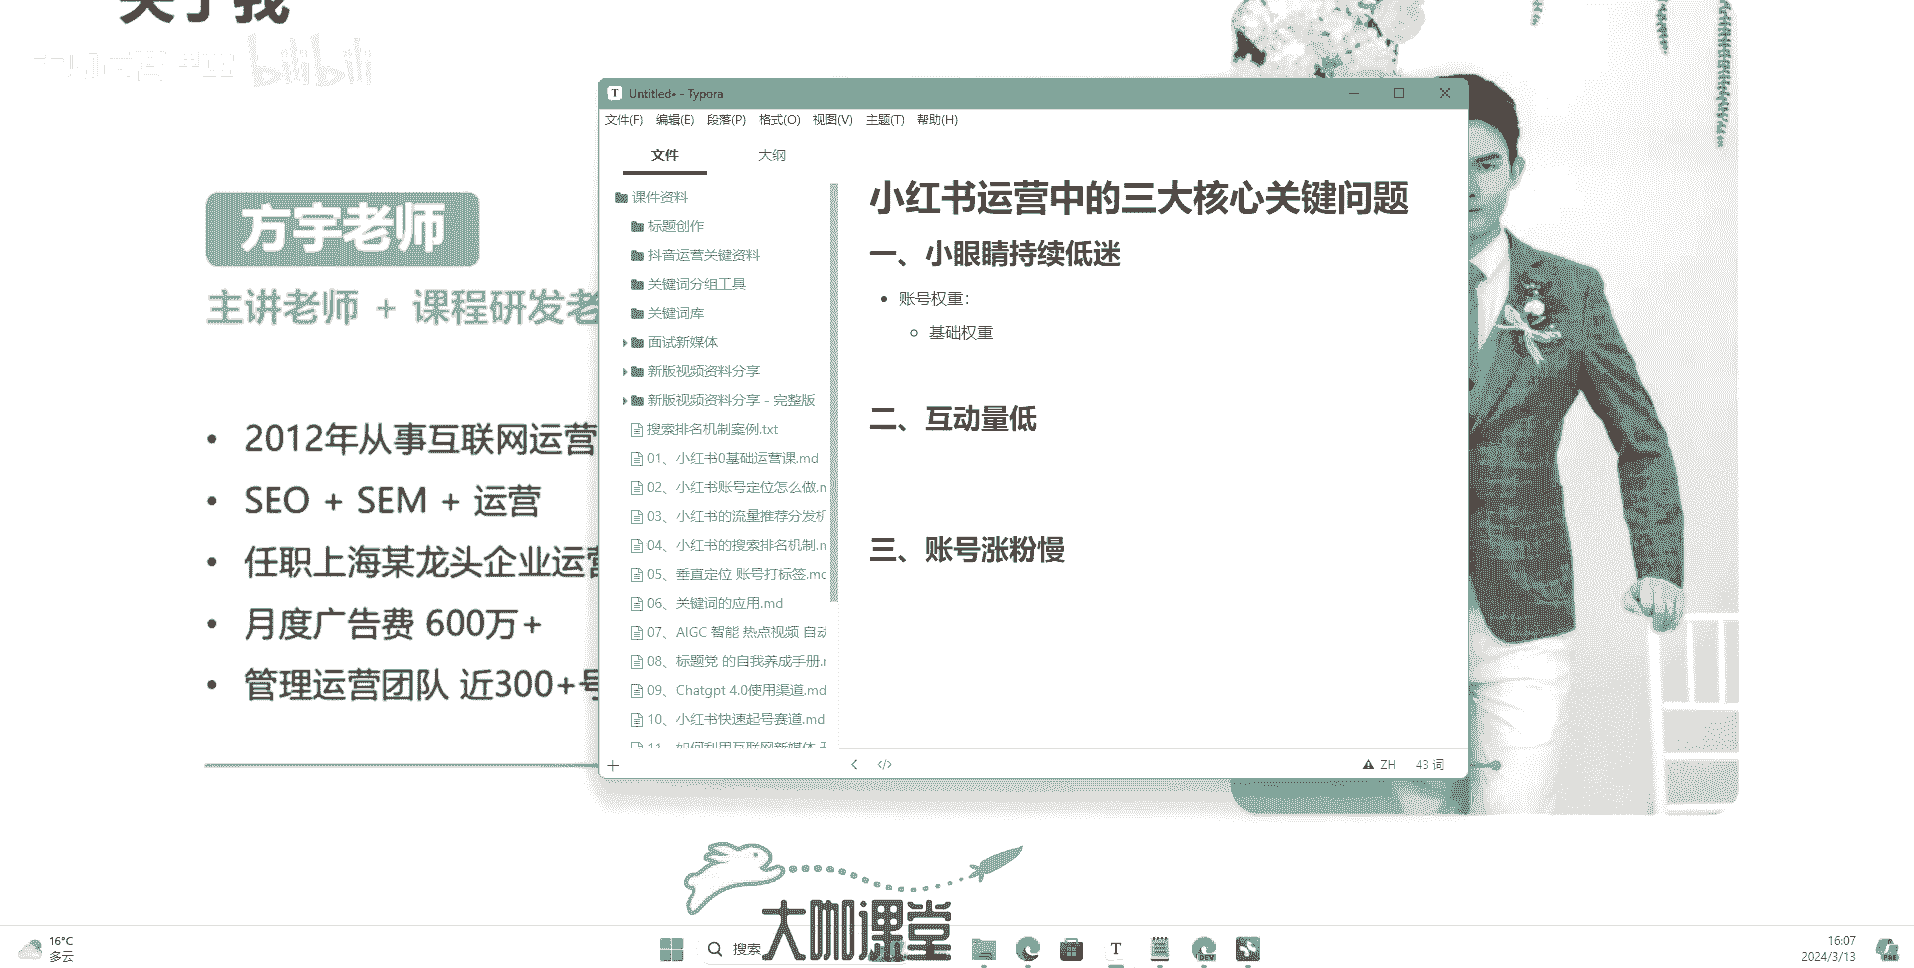 关于我
bilibili
方宇老师
主讲老师 + 课程研发老
• 2012年从事互联网运营
• SEO + SEM + 运营
• 任职上海某龙头企业运营
• 月度广告费 600万+
• 管理运营团队 近300+号
Untitled• - Typora
文件(F) 编辑(E) 段落(P) 格式(O) 视图(V) 主题(T) 帮助(H)
文件 大纲
课件资料
标题创作
抖音运营关键资料
关键词分组工具
关键词库
面试新媒体
新版视频资料分享
新版视频资料分享 - 完整版
搜索排名机制案例.txt
01、小红书0基础运营课.md
02、小红书账号定位怎么做.m
03、小红书的流量推荐分发机
04、小红书的搜索排名机制.m
05、垂直定位 账号打标签.mc
06、关键词的应用.md
07、AIGC 智能 热点视频 自动
08、标题党 的自我养成手册.r
09、Chatgpt 4.0使用渠道.md
10、小红书快速起号赛道.md
11、如何利用互联网新媒体
小红书运营中的三大核心关键问题
一、小眼睛持续低迷
• 账号权重：
◦ 基础权重
二、互动量低
三、账号涨粉慢
ZH 43 词
大咖课堂
16°C
多云
搜索
16:07
2024/3/13